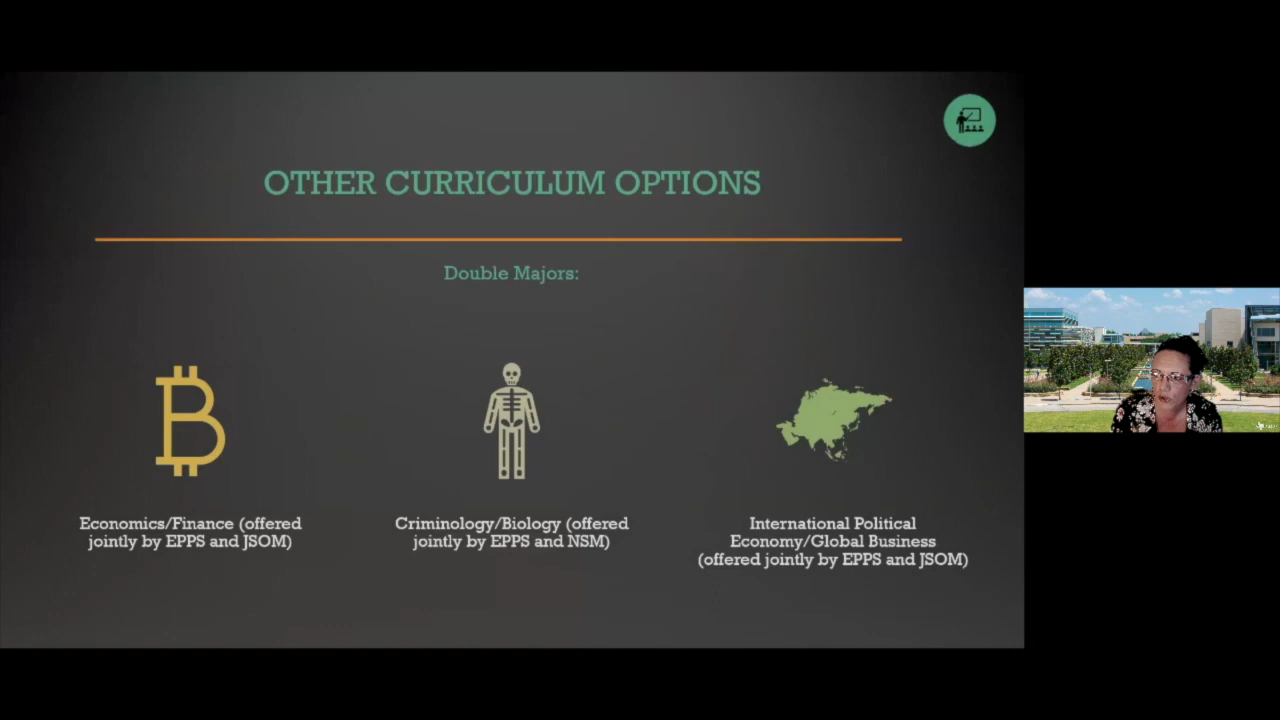 OTHER CURRICULUM OPTIONS
Double Majors:
Economics/Finance (offered
jointly by EPPS and JSOM)
Criminology/Biology (offered
jointly by EPPS and NSM)
International Political
Economy/Global Business
(offered jointly by EPPS and JSOM)